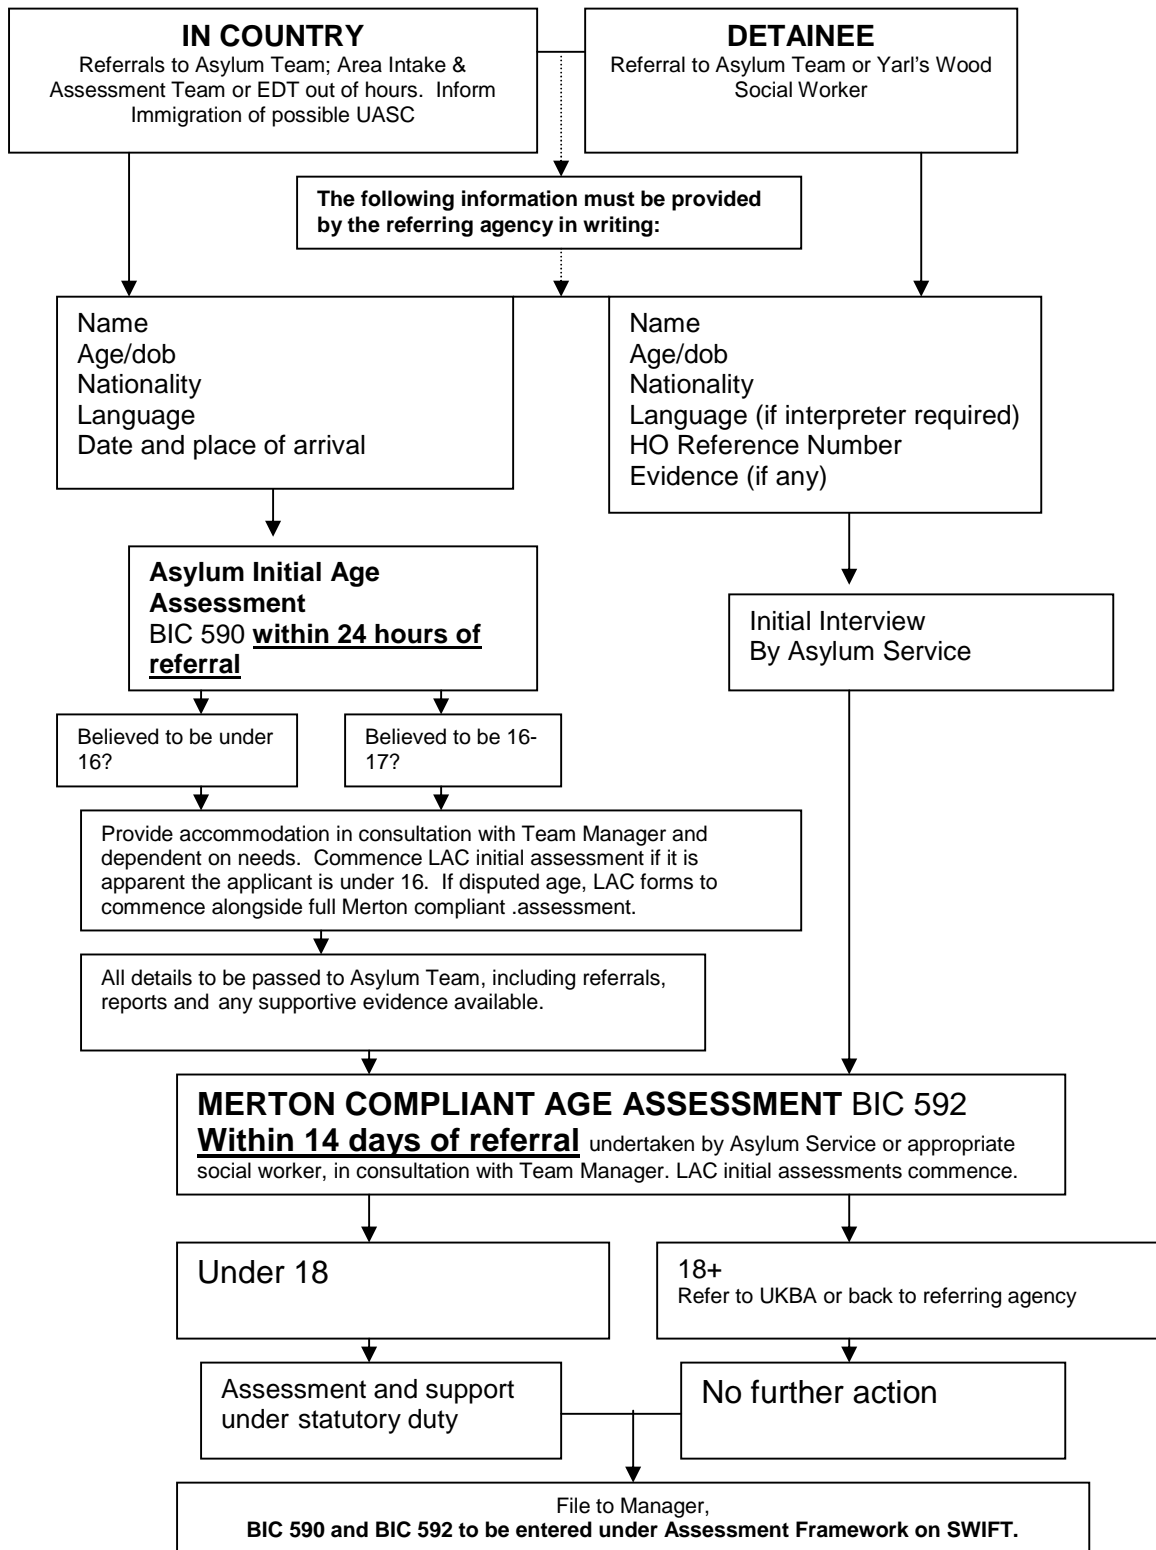 IN COUNTRY
Referrals to Asylum Team; Area Intake &
Assessment Team or EDT out of hours.  Inform
Immigration of possible UASC
DETAINEE
Referral to Asylum Team or Yarl's Wood
Social Worker
The following information must be provided
by the referring agency in writing:
Name
Age/dob
Nationality
Language
Date and place of arrival
Name
Age/dob
Nationality
Language (if interpreter required)
HO Reference Number
Evidence (if any)
Asylum Initial Age
Assessment
BIC 590 within 24 hours of
referral
Initial Interview
By Asylum Service
Believed to be under
16?
Believed to be 16-
17?
Provide accommodation in consultation with Team Manager and
dependent on needs.  Commence LAC initial assessment if it is
apparent the applicant is under 16.  If disputed age, LAC forms to
commence alongside full Merton compliant .assessment.
All details to be passed to Asylum Team, including referrals,
reports and any supportive evidence available.
MERTON COMPLIANT AGE ASSESSMENT BIC 592
Within 14 days of referral undertaken by Asylum Service or appropriate
social worker, in consultation with Team Manager. LAC initial assessments commence.
Under 18
18+
Refer to UKBA or back to referring agency
Assessment and support
under statutory duty
No further action
File to Manager,
BIC 590 and BIC 592 to be entered under Assessment Framework on SWIFT.